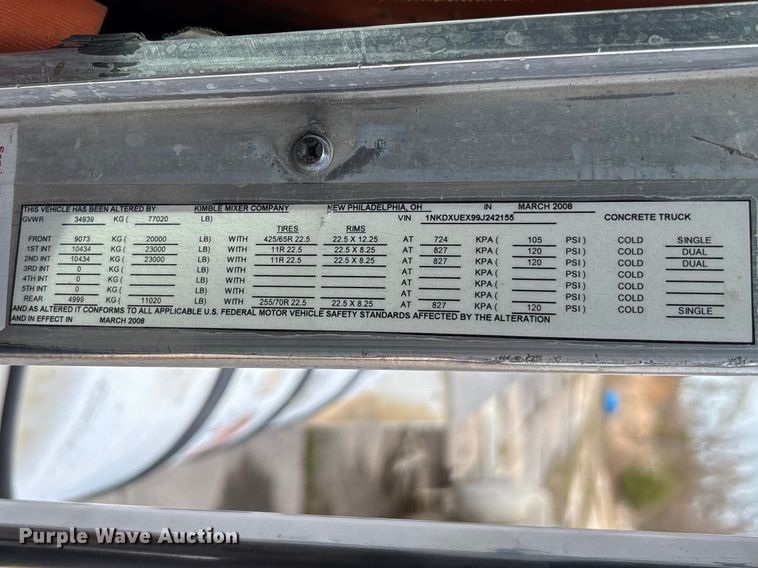 THIS VEHICLE HAS BEEN ALTERED BY KIMBLE MIXER COMPANY NEW PHILADELPHIA, OH IN MARCH 2008
GVWR 34939 KG ( 77020 LB) VIN 1NKDXUEX99J242155 CONCRETE TRUCK
TIRES RIMS
FRONT 9073 KG ( 20000 LB) WITH 425/65R 22.5 22.5 X 12.25 AT 724 KPA ( 105 PSI ) COLD SINGLE
1ST INT 10434 KG ( 23000 LB) WITH 11R 22.5 22.5 X 8.25 AT 827 KPA ( 120 PSI ) COLD DUAL
2ND INT 10434 KG ( 23000 LB) WITH 11R 22.5 22.5 X 8.25 AT 827 KPA ( 120 PSI ) COLD DUAL
3RD INT 0 KG ( LB) WITH AT KPA ( PSI ) COLD
4TH INT 0 KG ( LB) WITH AT KPA ( PSI ) COLD
5TH INT 0 KG ( LB) WITH AT KPA ( PSI ) COLD
REAR 4999 KG ( 11020 LB) WITH 255/70R 22.5 22.5 X 8.25 AT 827 KPA ( 120 PSI ) COLD SINGLE
AND AS ALTERED IT CONFORMS TO ALL APPLICABLE U.S. FEDERAL MOTOR VEHICLE SAFETY STANDARDS AFFECTED BY THE ALTERATION
AND IN EFFECT IN MARCH 2008
Purple Wave Auction